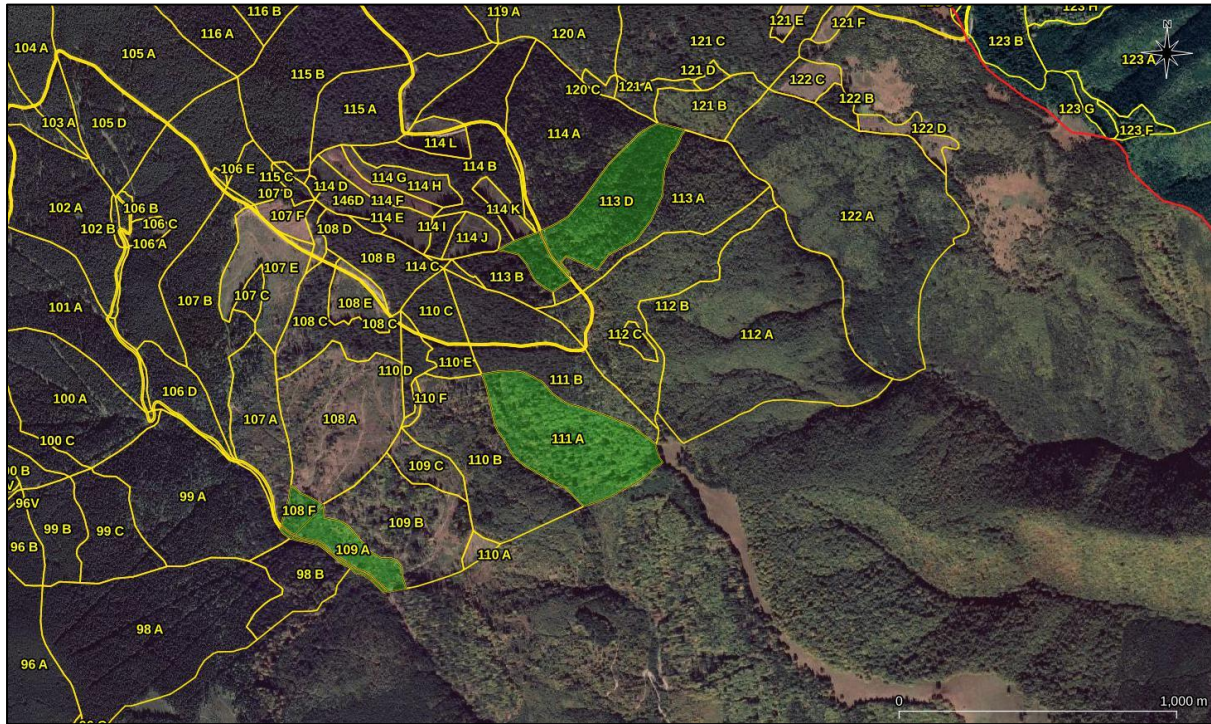 119 A
116 B
116 A
104 A
105 A
120 A
121 E
121 F
123 H
121 C
123 B
123 A
N
115 B
121 D
122 C
115 A
120 C
121 A
121 B
122 B
123 G
103 A
105 D
122 D
123 F
114 A
114 L
106 E
114 B
115 C
114 G
114 D
114 H
107 D
146D
114 F
113 D
113 A
102 A
106 B
114 K
107 F
114 E
122 A
102 B
106 C
108 D
114 I
114 J
106 A
108 B
107 E
114 C
113 B
107 C
107 B
108 E
101 A
110 C
112 B
108 C
108 C
112 C
112 A
110 E
110 D
111 B
106 D
100 A
110 F
107 A
108 A
111 A
100 C
110 B
109 C
99 A
96V
108 F
99 B
99 C
109 B
96 B
109 A
110 A
98 B
98 A
96 A
0
1,000 m